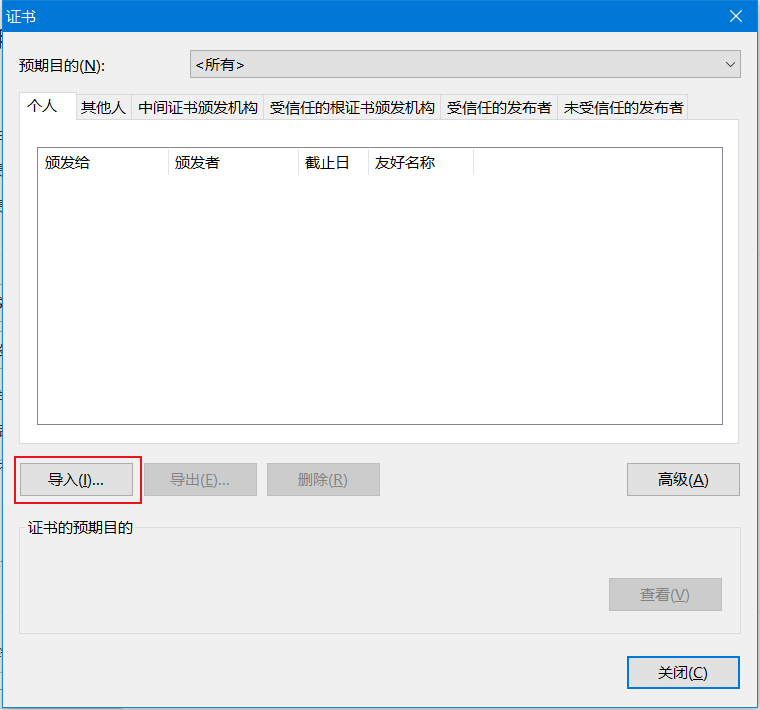 证书
预期目的(N): <所有>
个人 其他人 中间证书颁发机构 受信任的根证书颁发机构 受信任的发布者 未受信任的发布者
颁发给 颁发者 截止日 友好名称
导入(I)... 导出(E)... 删除(R) 高级(A)
证书的预期目的
查看(V)
关闭(C)